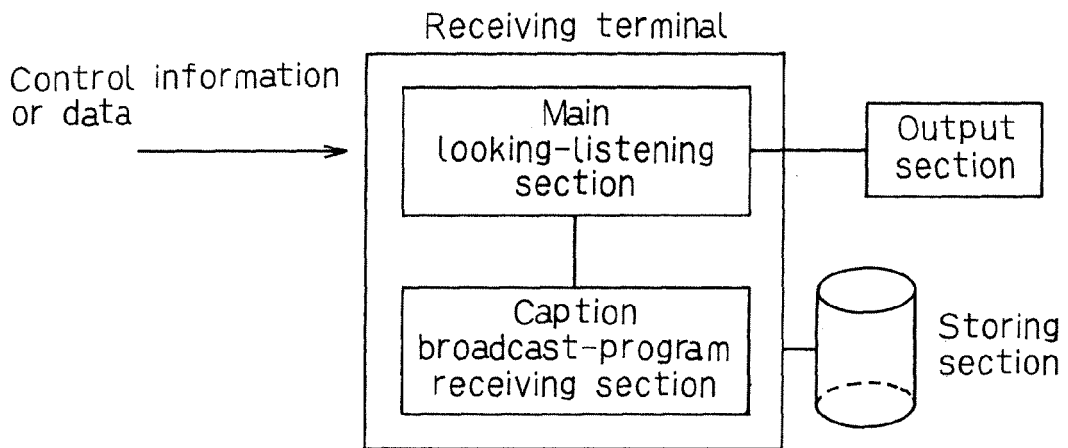 Receiving terminal
Control information
or data
Main
looking-listening
section
Output
section
Caption
broadcast-program
receiving section
Storing
section